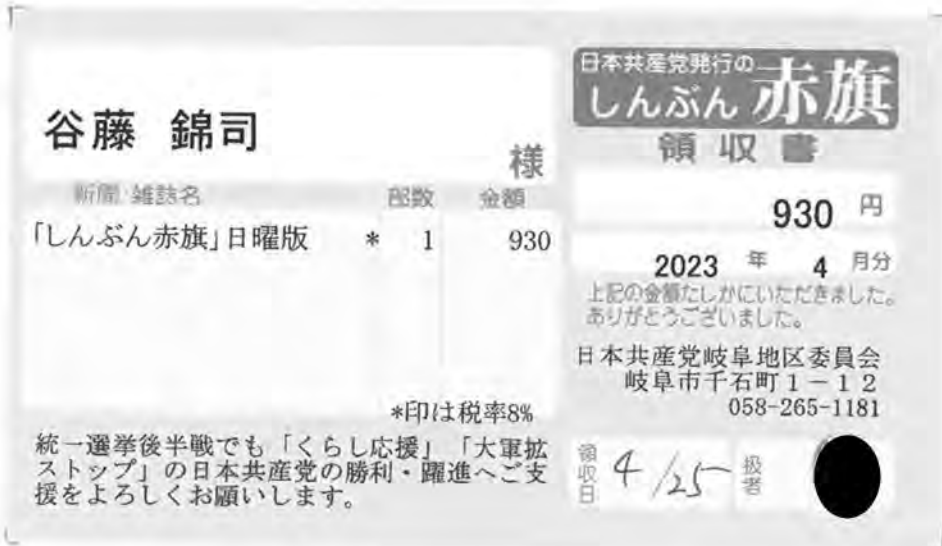 谷藤 錦司
様
新聞 雑誌名 部数 金額
「しんぶん赤旗」日曜版 * 1 930
*印は税率8%
統一選挙後半戦でも「くらし応援」「大軍拡
ストップ」の日本共産党の勝利・躍進へご支
援をよろしくお願いします。
日本共産党発行の
しんぶん 赤旗
領収書
930 円
2023 年 4 月分
上記の金額たしかにいただきました。
ありがとうございました。
日本共産党岐阜地区委員会
岐阜市千石町1-12
058-265-1181
領収日 4/25 扱者